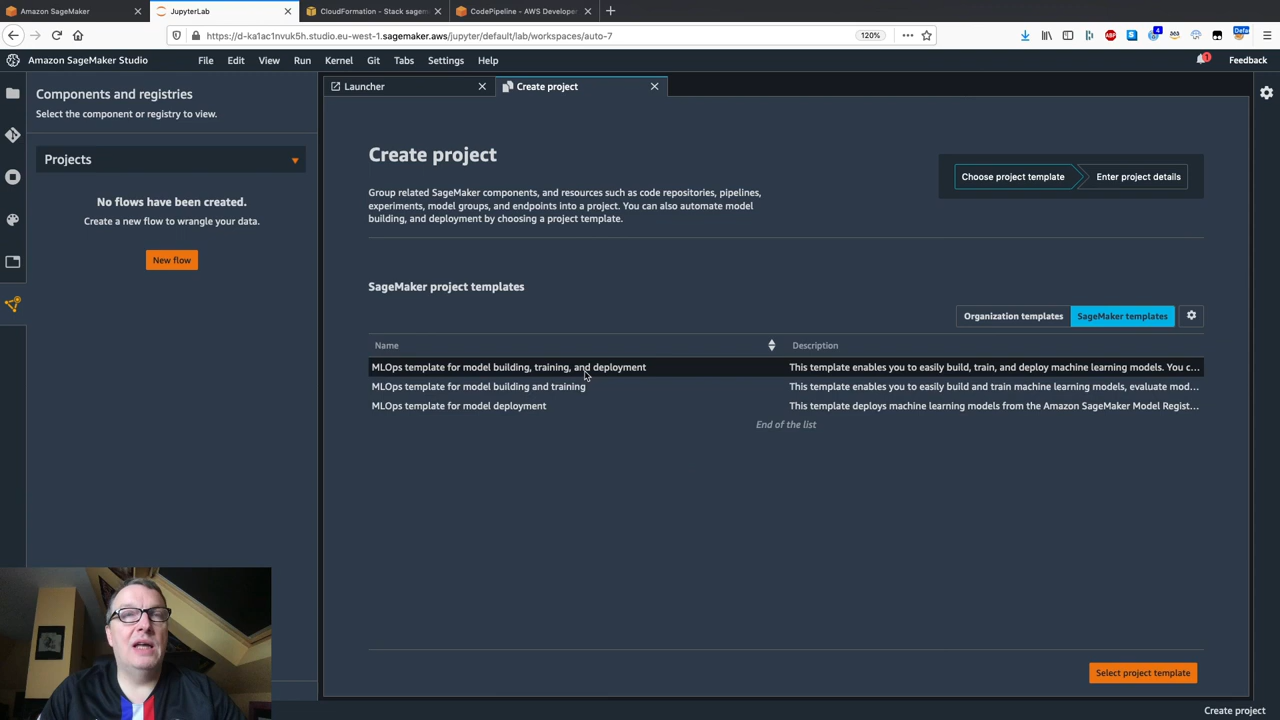 Amazon SageMaker
JupyterLab
CloudFormation - Stack sagem
CodePipeline - AWS Developer
https://d-ka1ac1nvuk5h.studio.eu-west-1.sagemaker.aws/jupyter/default/lab/workspaces/auto-7
120%
ABP
4
Defa
Amazon SageMaker Studio
File
Edit
View
Run
Kernel
Git
Tabs
Settings
Help
1
Feedback
Components and registries
Select the component or registry to view.
Projects
No flows have been created.
Create a new flow to wrangle your data.
New flow
Launcher
Create project
Create project
Group related SageMaker components, and resources such as code repositories, pipelines,
experiments, model groups, and endpoints into a project. You can also automate model
building, and deployment by choosing a project template.
Choose project template
Enter project details
SageMaker project templates
Organization templates
SageMaker templates
Name
Description
MLOps template for model building, training, and deployment
This template enables you to easily build, train, and deploy machine learning models. You c...
MLOps template for model building and training
This template enables you to easily build and train machine learning models, evaluate mod...
MLOps template for model deployment
This template deploys machine learning models from the Amazon SageMaker Model Regist...
End of the list
Select project template
Create project